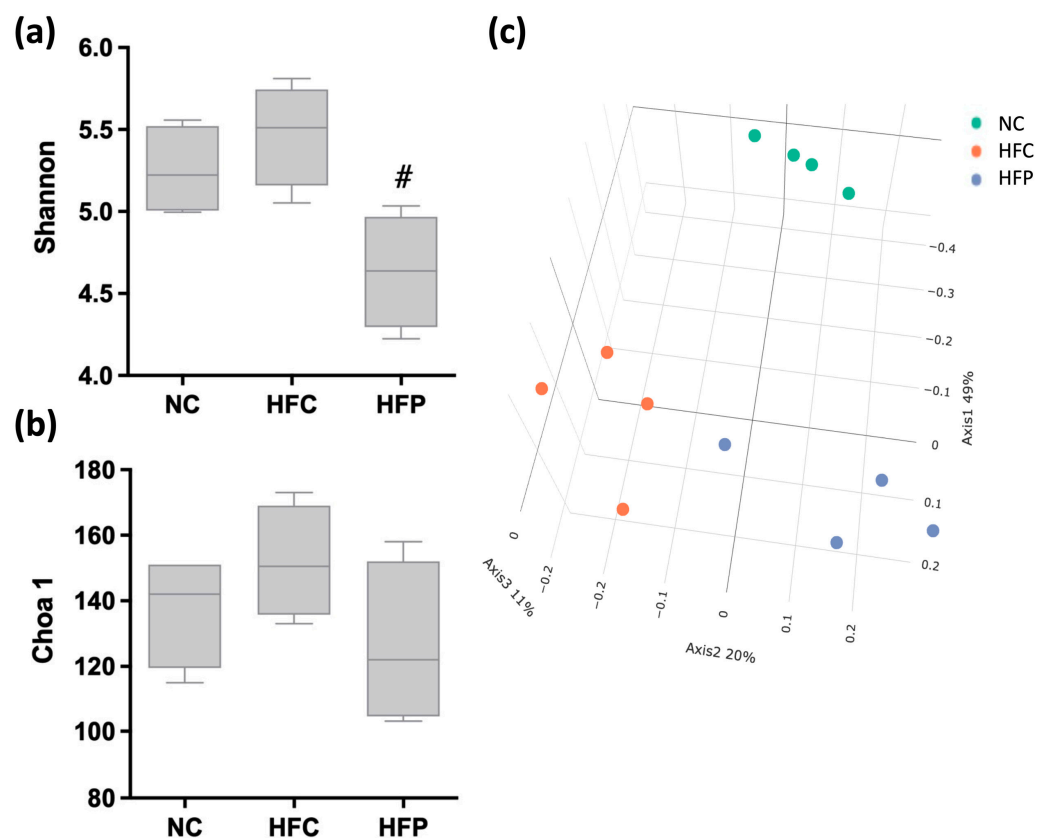 (a)
6.0
5.5
5.0
4.5
4.0
Shannon
#
NC HFC HFP
(b)
180
160
140
120
100
80
Choa 1
NC HFC HFP
(c)
NC
HFC
HFP
−0.4
−0.3
−0.2
−0.1
0
0.1
0.2
Axis1 49%
0
−0.2
Axis3 11%
−0.2
−0.1
0
0.1
0.2
Axis2 20%